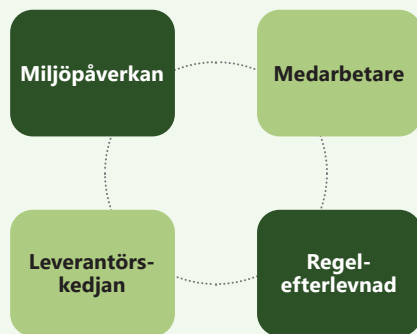 Miljöpåverkan
Medarbetare
Leverantörs-
kedjan
Regel-
efterlevnad